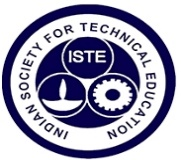 INDIAN SOCIETY FOR TECHNICAL EDUCATION
ISTE